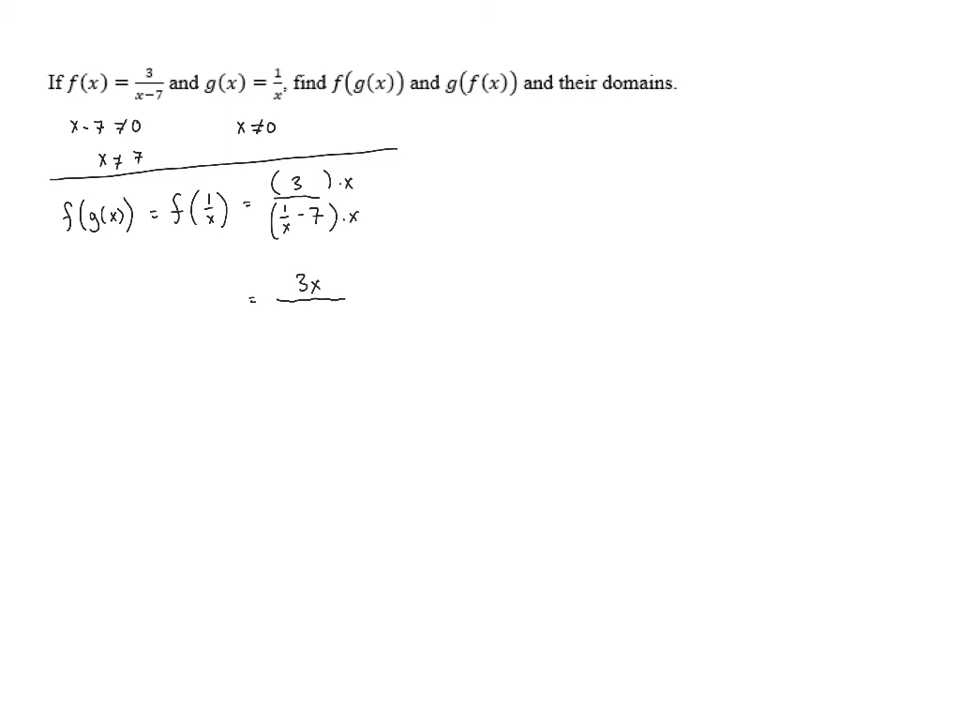 If f(x) = 3/(x−7) and g(x) = 1/x, find f(g(x)) and g(f(x)) and their domains.
x - 7 ≠ 0 x ≠ 0
x ≠ 7
f(g(x)) = f(1/x) = (3)·x / (1/x - 7)·x
= 3x